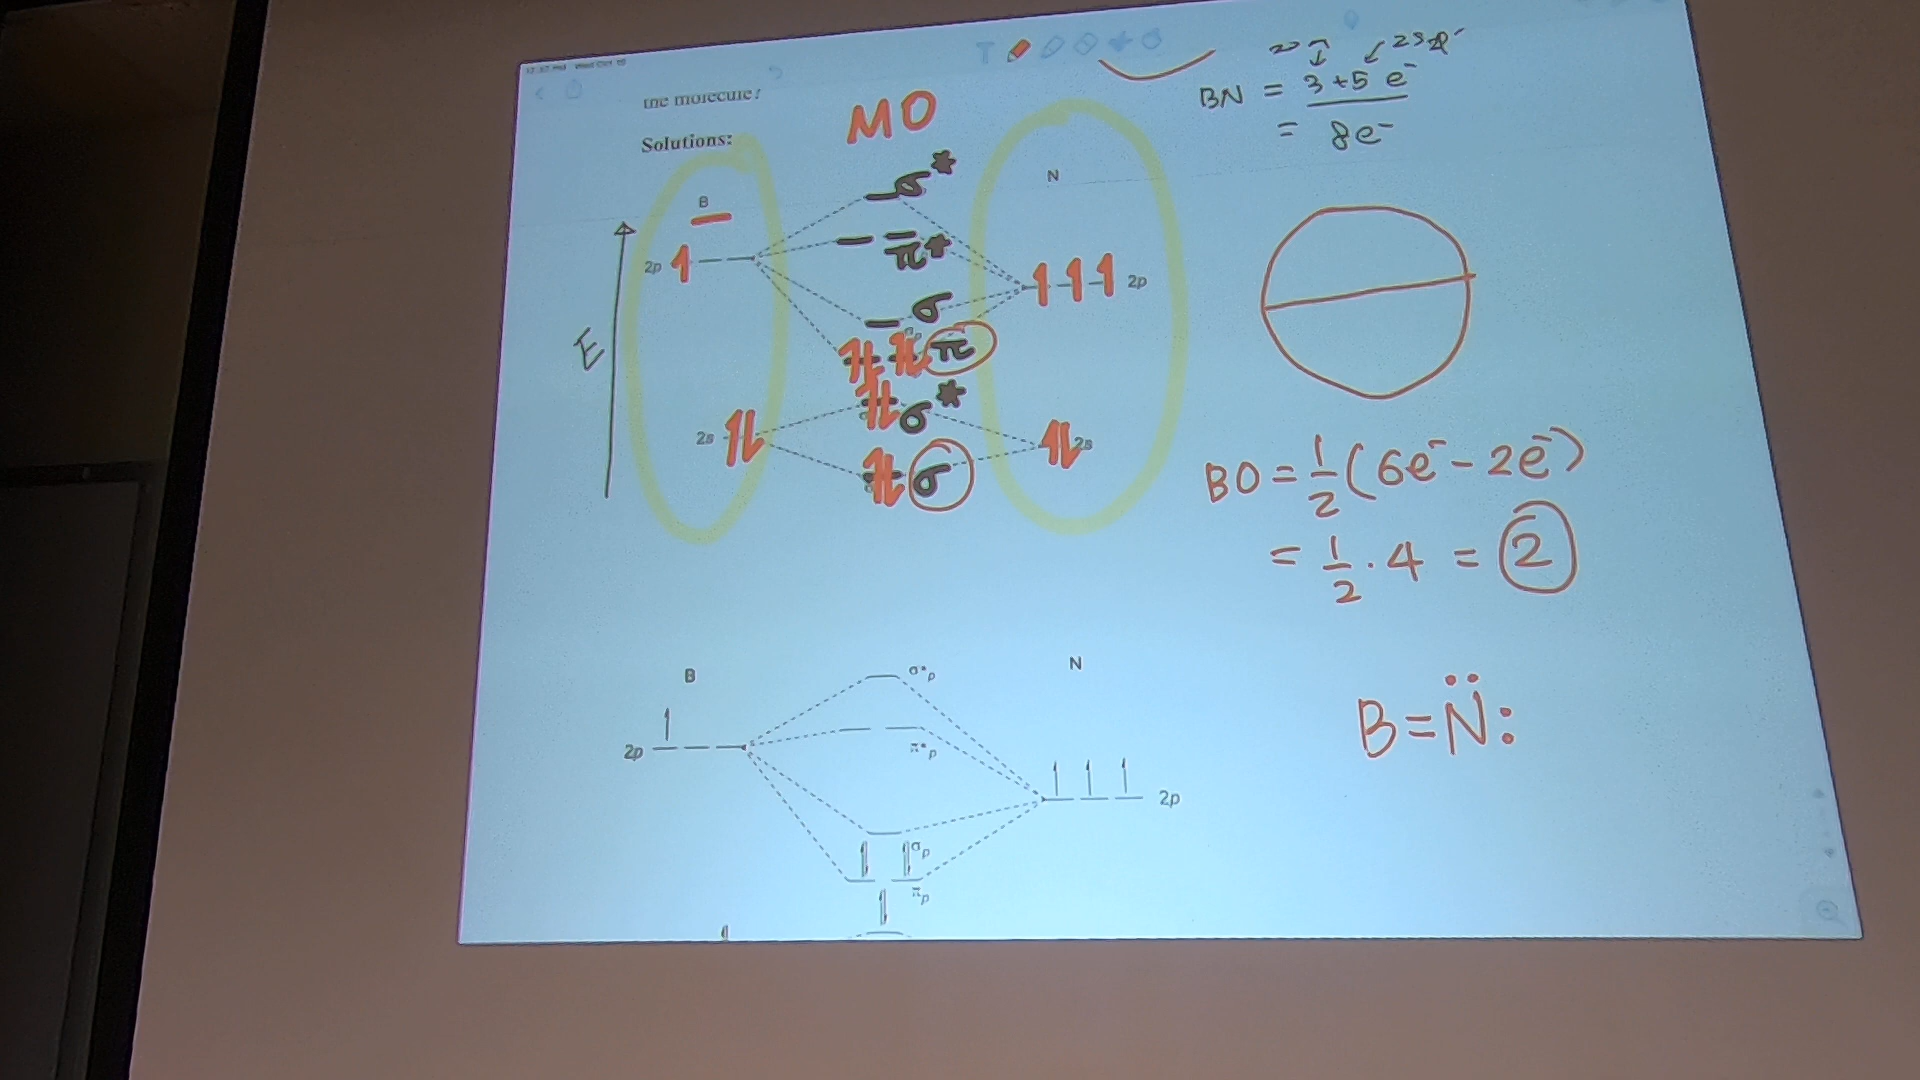 the molecule?
Solutions:
MO
BN = 3+5 e⁻
= 8e⁻
B
N
σ*
π*
2p
2p
σ
π
σ*
2s
2s
σ
E
BO = 1/2 (6e⁻ - 2e⁻)
= 1/2 · 4 = 2
B
N
σ*p
π*p
2p
2p
σp
πp
B=N: